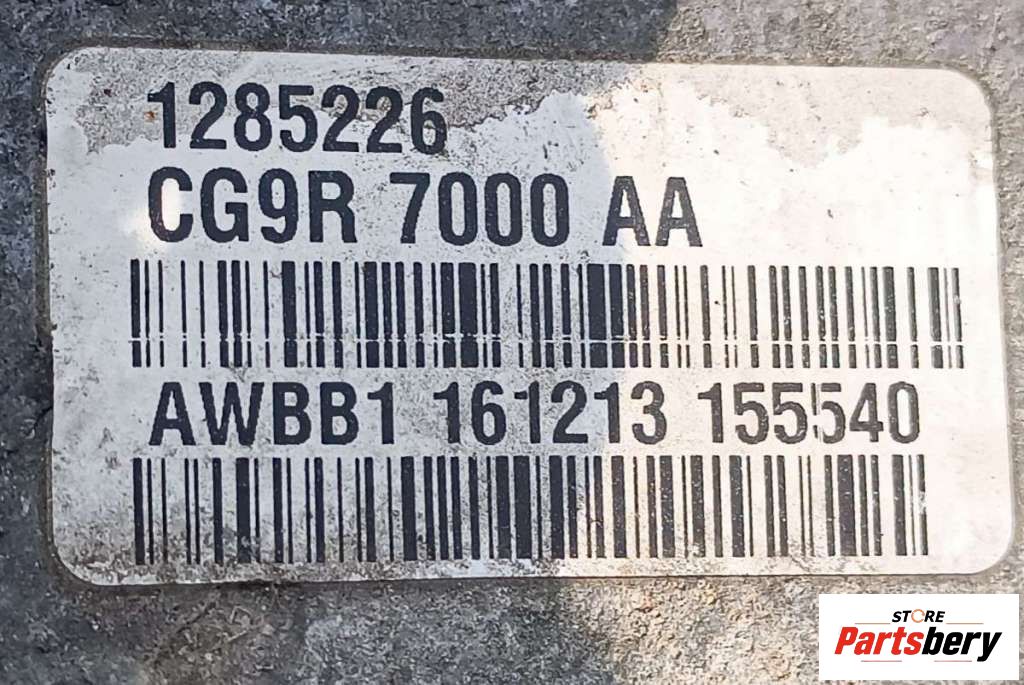 1285226
CG9R 7000 AA
AWBB1 161213 155540
STORE
Partsbery